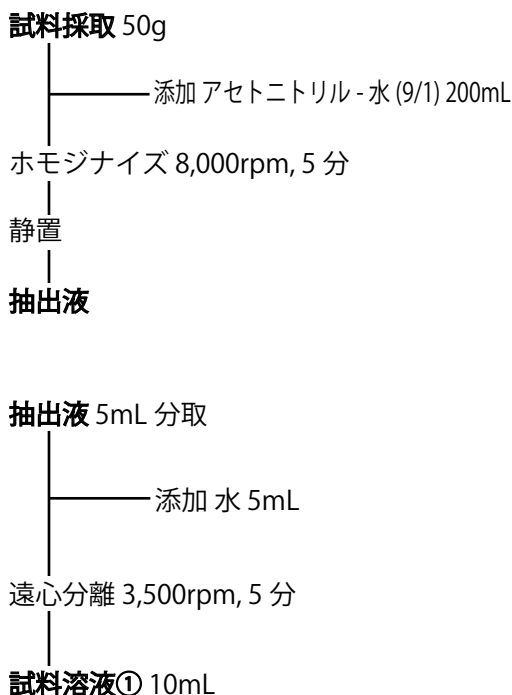 試料採取 50g
添加 アセトニトリル - 水 (9/1) 200mL
ホモジナイズ 8,000rpm, 5 分
静置
抽出液
抽出液 5mL 分取
添加 水 5mL
遠心分離 3,500rpm, 5 分
試料溶液① 10mL